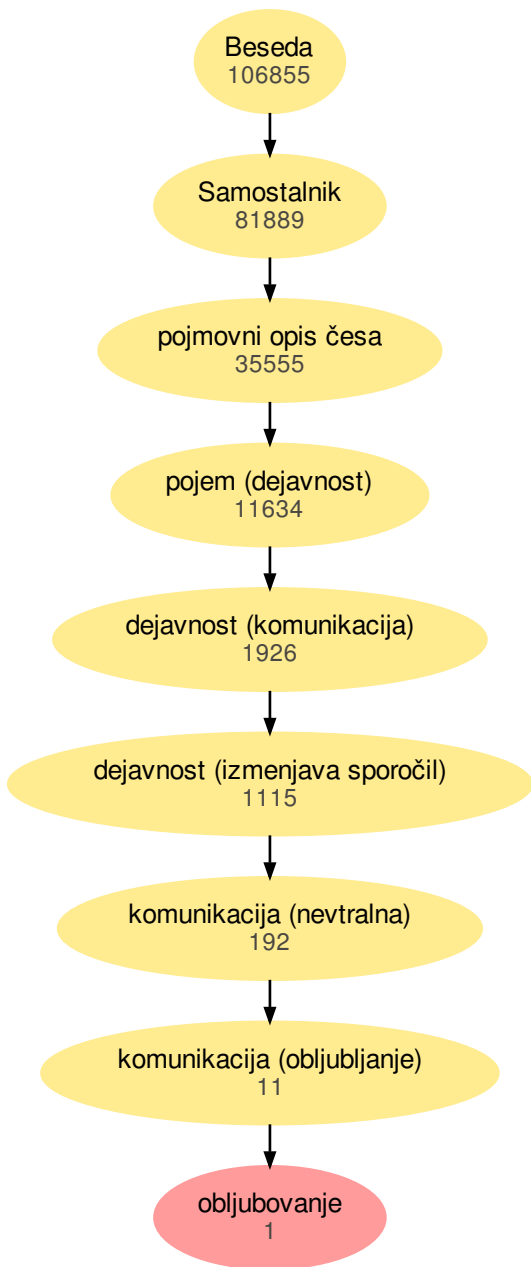 Beseda
106855
Samostalnik
81889
pojmovni opis česa
35555
pojem (dejavnost)
11634
dejavnost (komunikacija)
1926
dejavnost (izmenjava sporočil)
1115
komunikacija (nevtralna)
192
komunikacija (obljubljanje)
11
obljubovanje
1